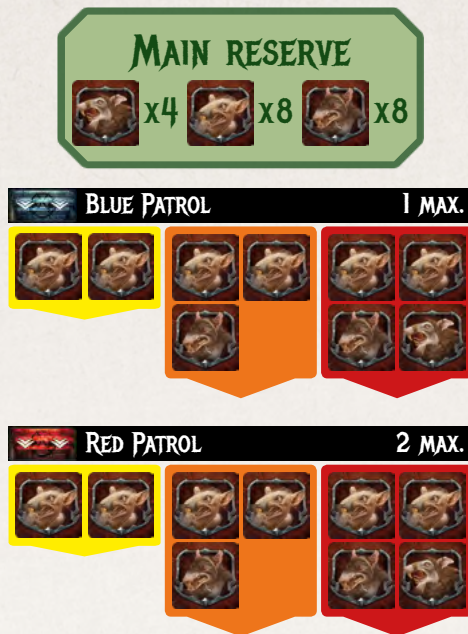 Main reserve
x4 x8 x8
Blue Patrol 1 max.
Red Patrol 2 max.